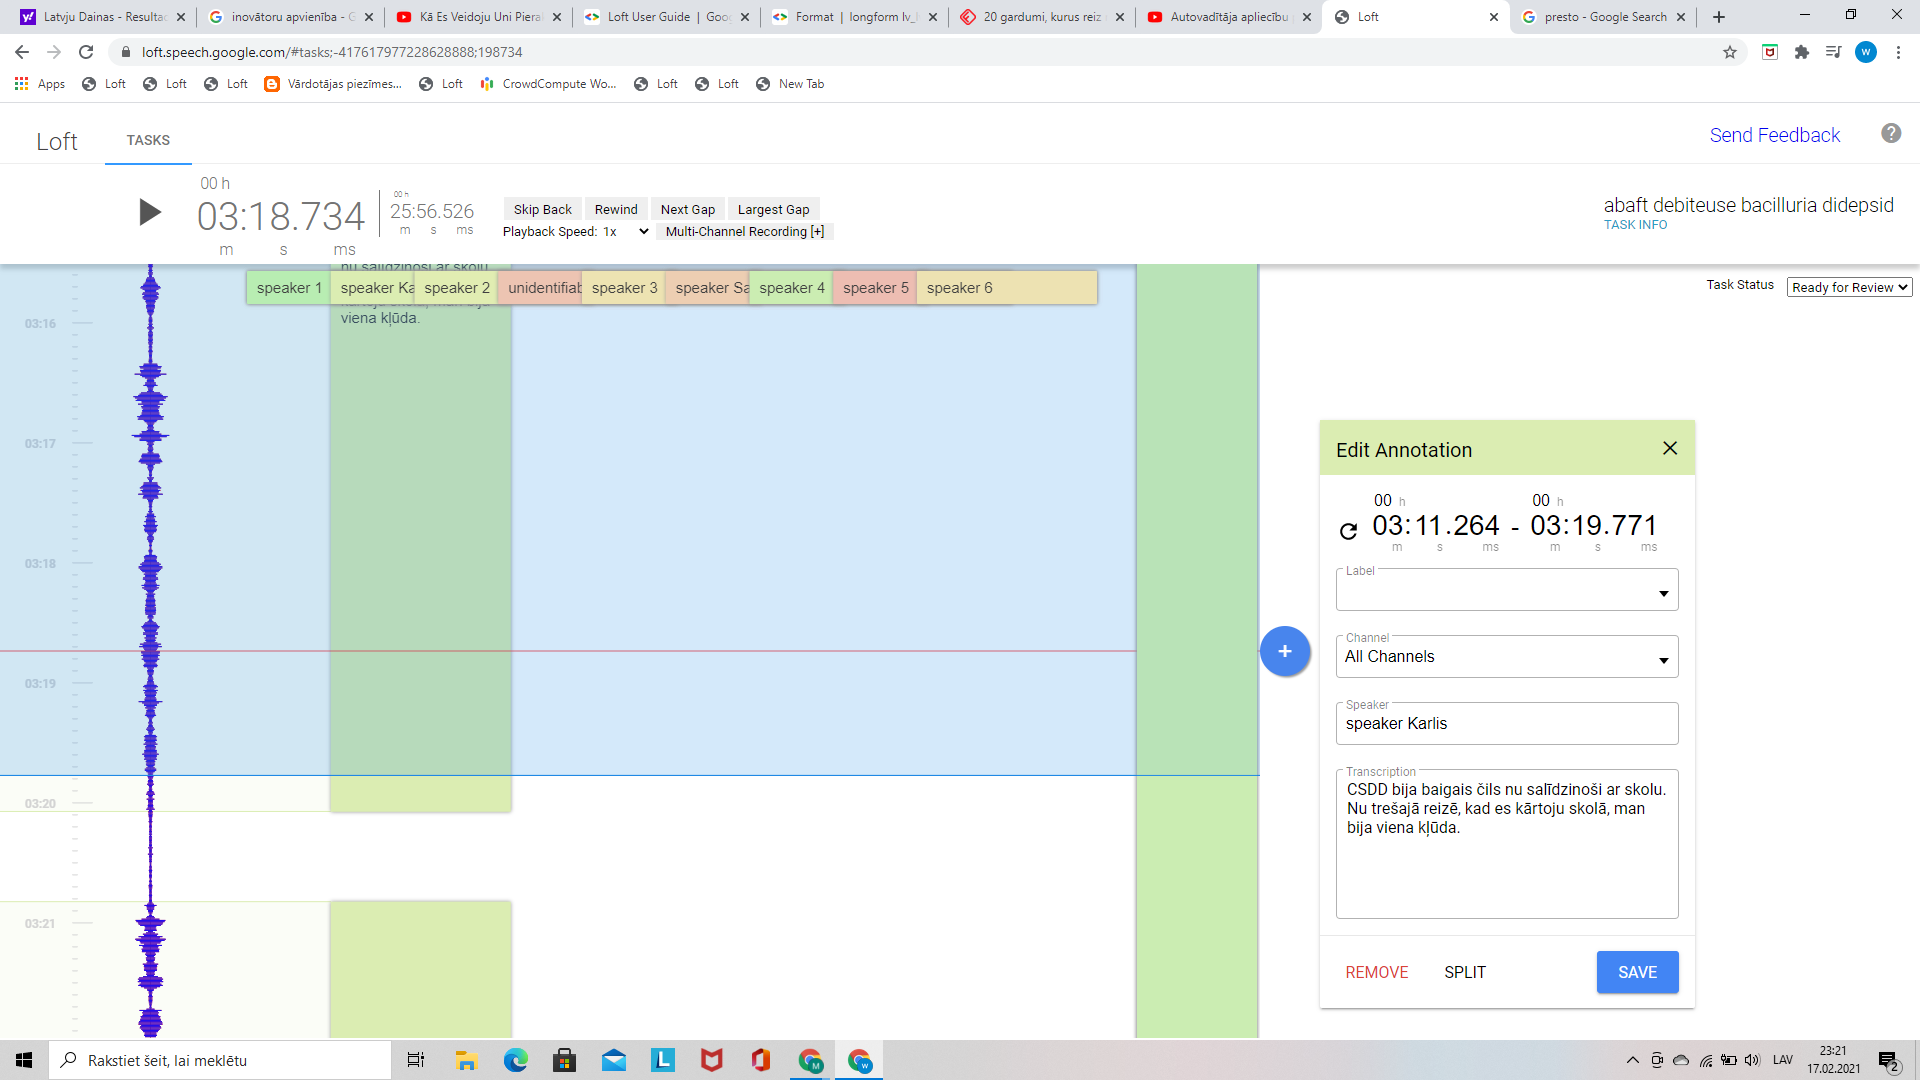 Latvju Dainas - Resultac
inovātoru apvienība - G
Kā Es Veidoju Uni Pieral
Loft User Guide | Goog
Format | longform lv_l
20 gardumi, kurus reiz
Autovadītāja apliecību
Loft
presto - Google Search
loft.speech.google.com/#tasks;-417617977228628888;198734
w
Apps
Loft
Loft
Loft
Vārdotājas piezīmes...
Loft
CrowdCompute Wo...
Loft
Loft
New Tab
Loft
TASKS
Send Feedback
00 h
03:18.734
m s ms
00 h
25:56.526
m s ms
Skip Back
Rewind
Next Gap
Largest Gap
Playback Speed: 1x
Multi-Channel Recording [+]
abaft debiteuse bacilluria didepsid
TASK INFO
nu salīdzinoši ar skolu.
speaker 1
speaker Ka
speaker 2
unidentifiab
speaker 3
speaker Sa
speaker 4
speaker 5
speaker 6
viena kļūda.
Task Status
Ready for Review
03:16
03:17
03:18
03:19
03:20
03:21
+
Edit Annotation
00 h 00 h
03:11.264 - 03:19.771
m s ms m s ms
Label
Channel
All Channels
Speaker
speaker Karlis
Transcription
CSDD bija baigais čils nu salīdzinoši ar skolu.
Nu trešajā reizē, kad es kārtoju skolā, man
bija viena kļūda.
REMOVE
SPLIT
SAVE
Rakstiet šeit, lai meklētu
L
M
w
LAV
23:21
17.02.2021
2